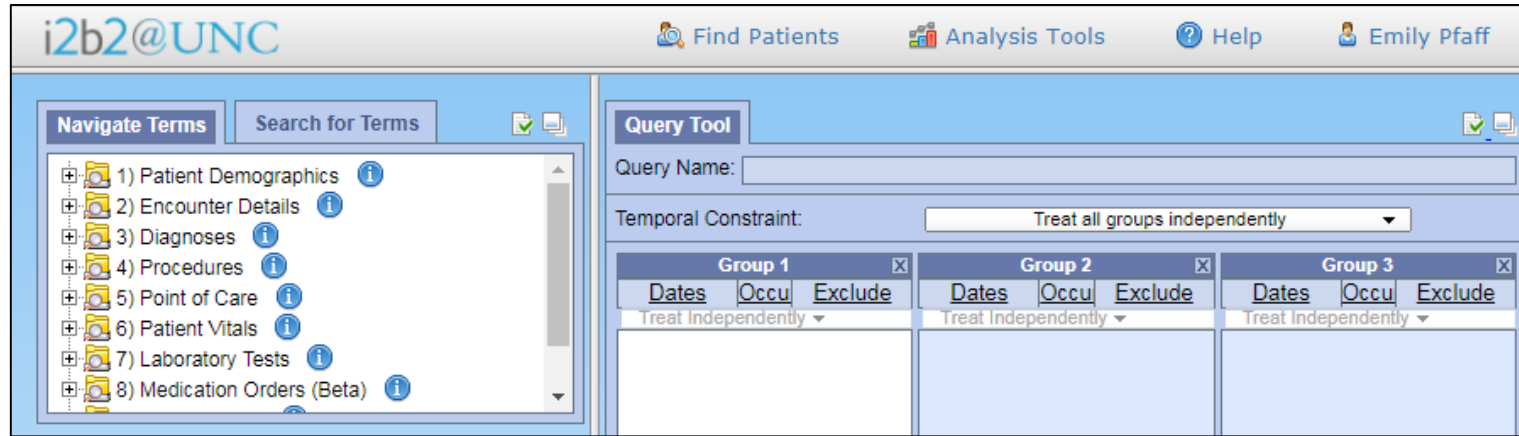 i2b2@UNC
Find Patients
Analysis Tools
Help
Emily Pfaff
Navigate Terms
Search for Terms
1) Patient Demographics
2) Encounter Details
3) Diagnoses
4) Procedures
5) Point of Care
6) Patient Vitals
7) Laboratory Tests
8) Medication Orders (Beta)
Query Tool
Query Name:
Temporal Constraint:
Treat all groups independently
Group 1
Dates Occu Exclude
Treat Independently
Group 2
Dates Occu Exclude
Treat Independently
Group 3
Dates Occu Exclude
Treat Independently